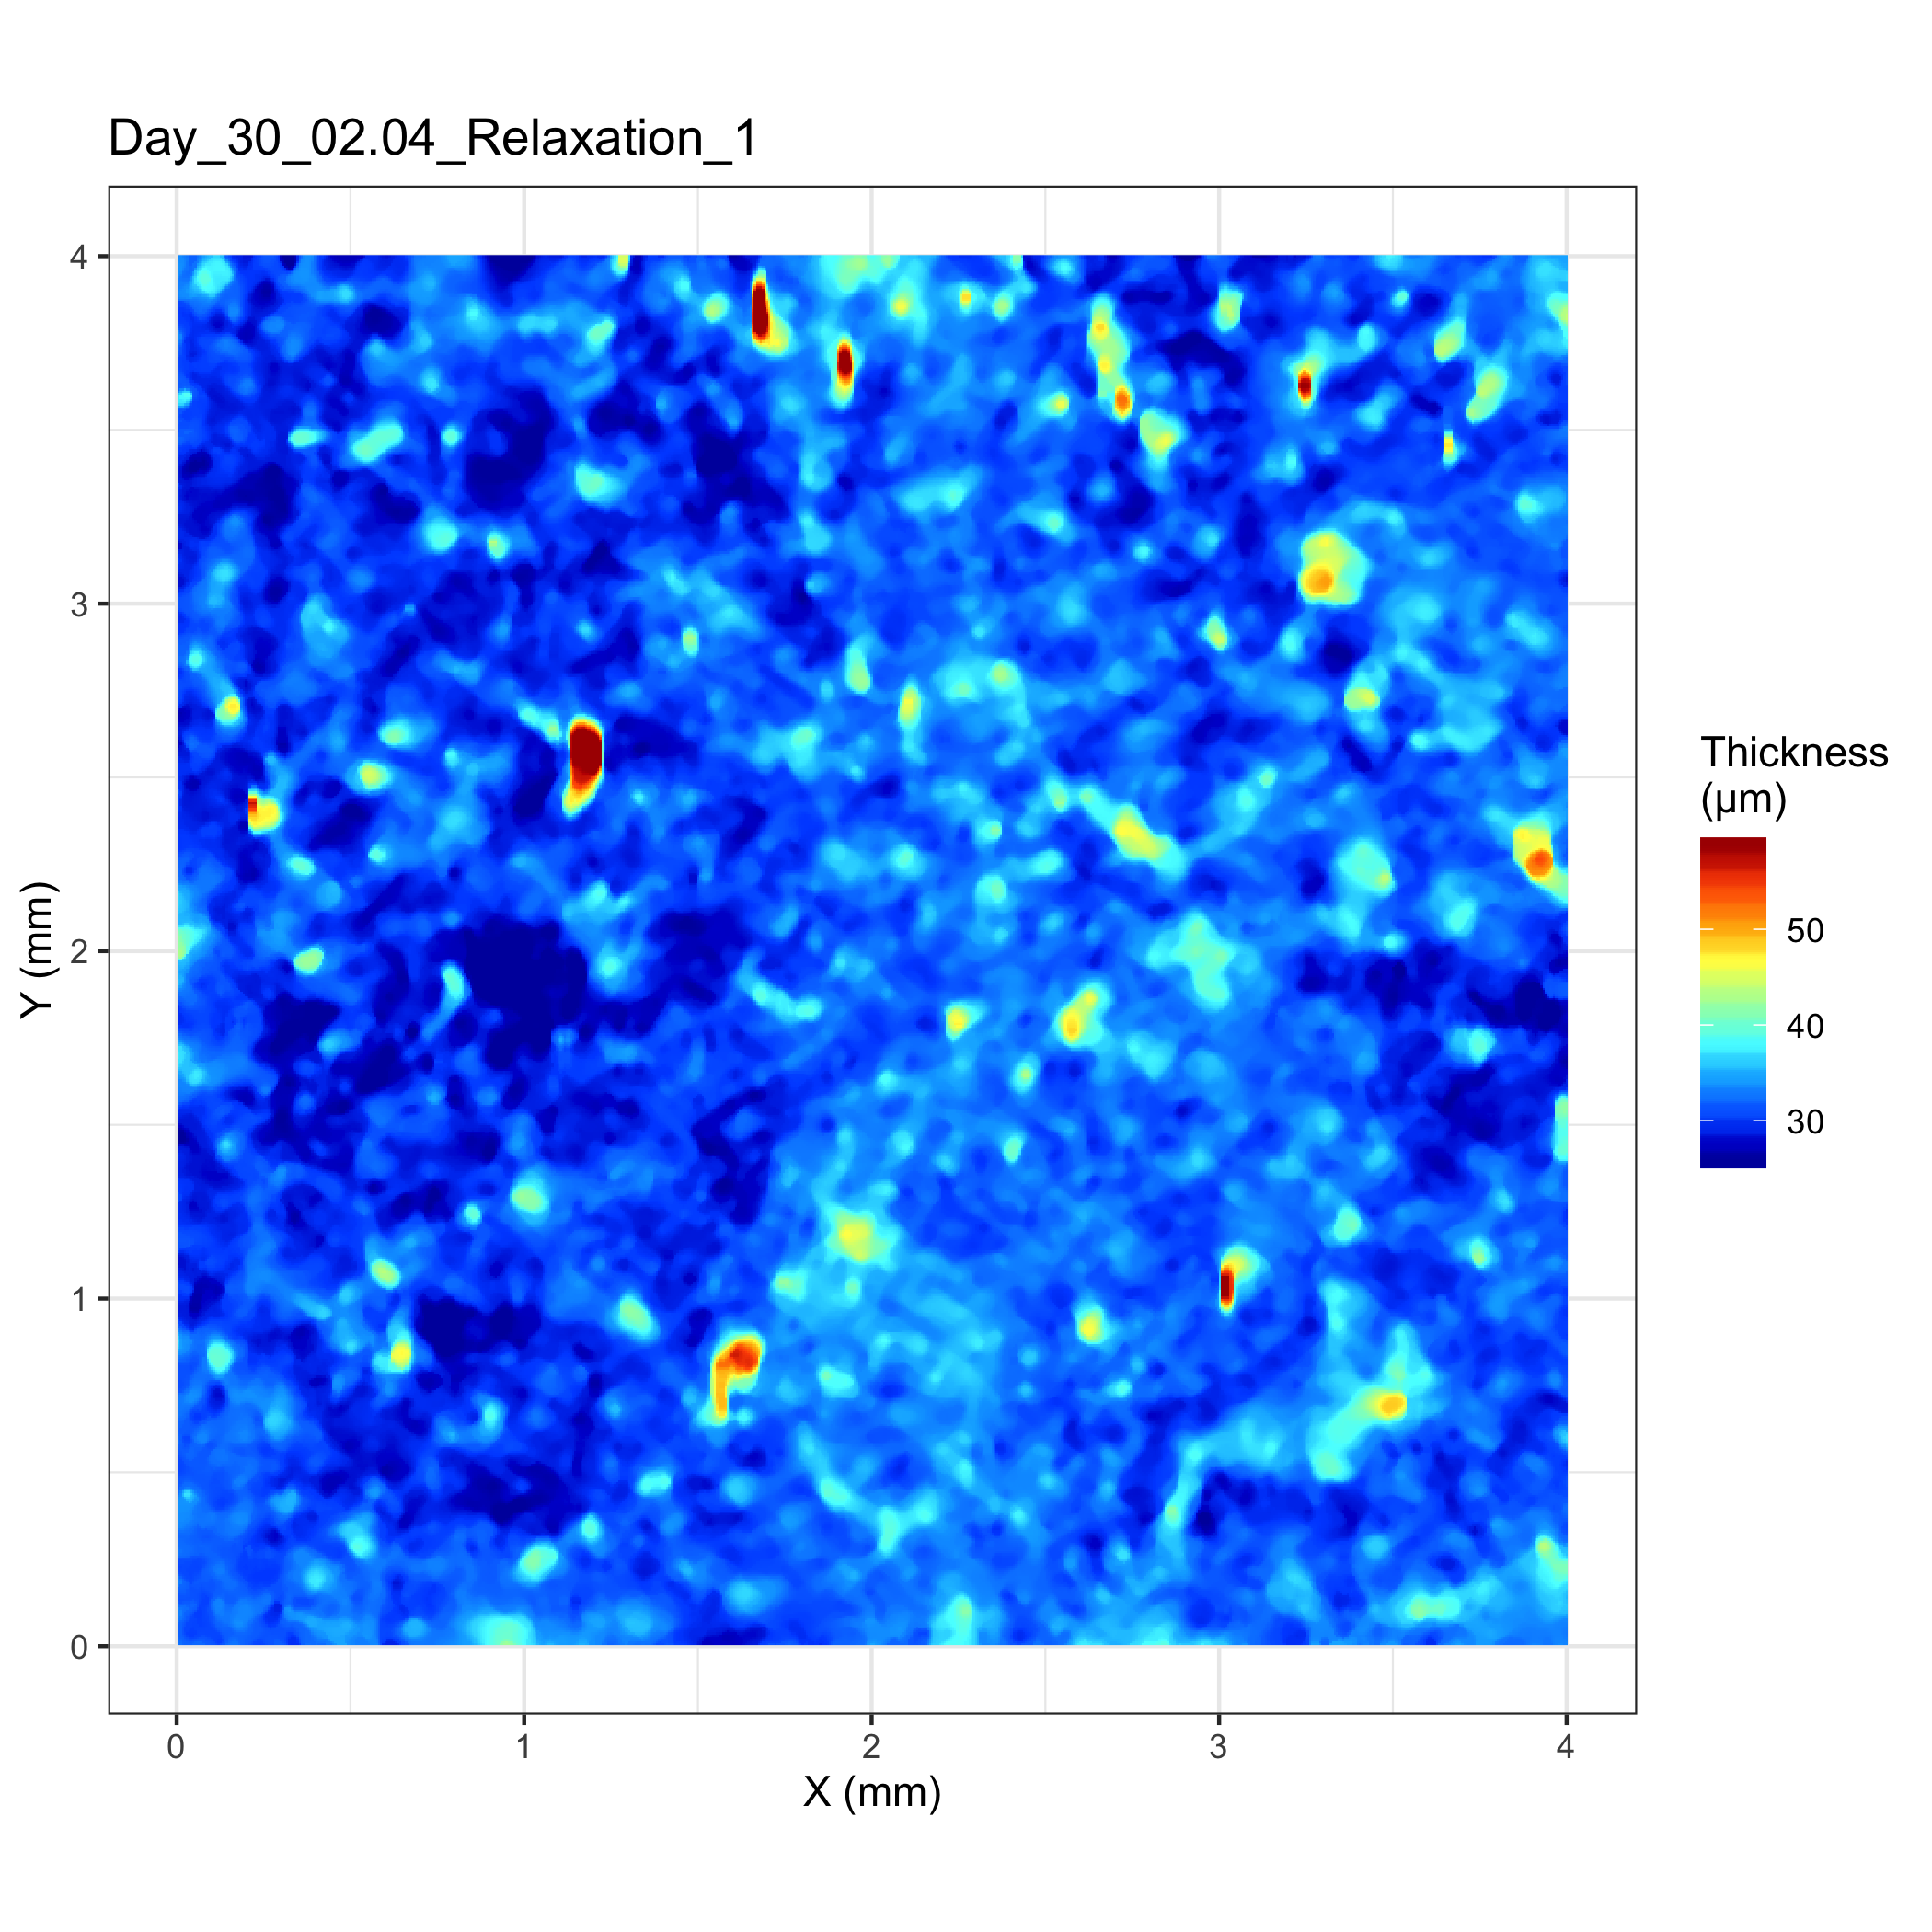 Day_30_02.04_Relaxation_1
4
3
2
1
0
Y (mm)
0 1 2 3 4
X (mm)
Thickness
(μm)
50
40
30